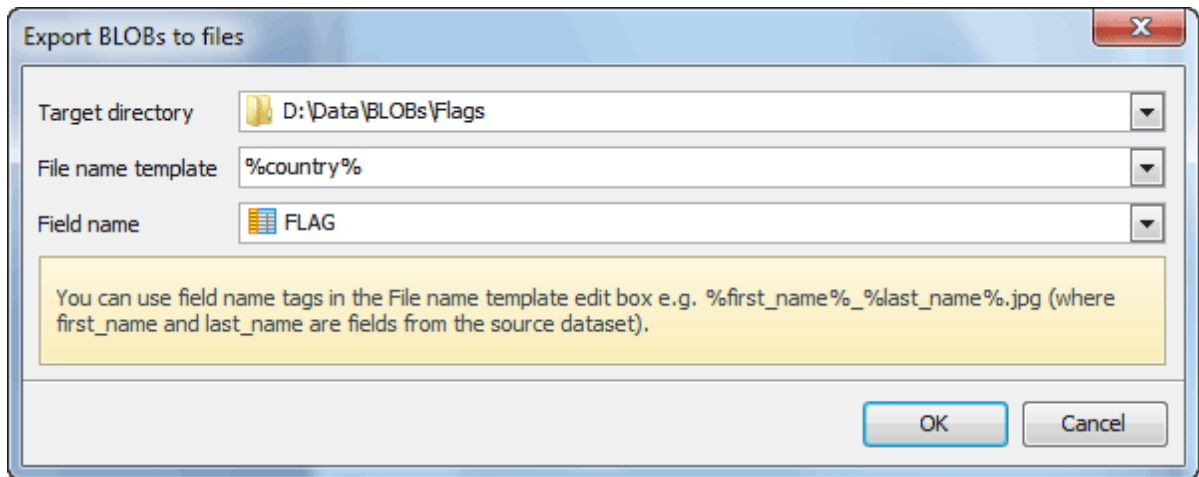 Export BLOBs to files
Target directory D:\Data\BLOBs\Flags
File name template %country%
Field name FLAG
You can use field name tags in the File name template edit box e.g. %first_name%_%last_name%.jpg (where
first_name and last_name are fields from the source dataset).
OK Cancel